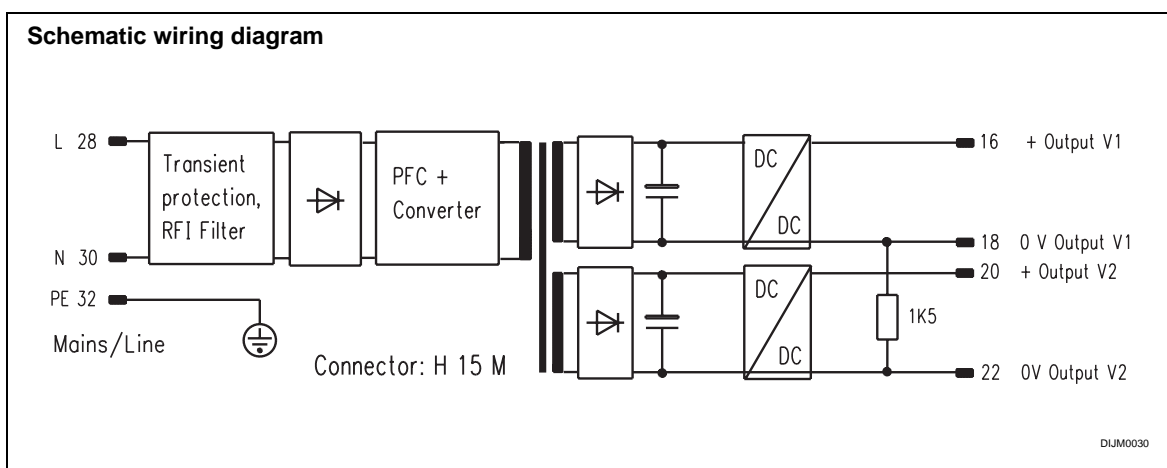 Schematic wiring diagram
L 28
Transient
protection,
RFI Filter
PFC +
Converter
DC
DC
16 + Output V1
N 30
18 0 V Output V1
20 + Output V2
PE 32
DC
DC
1K5
Mains/Line
Connector: H 15 M
22 0V Output V2
DIJM0030